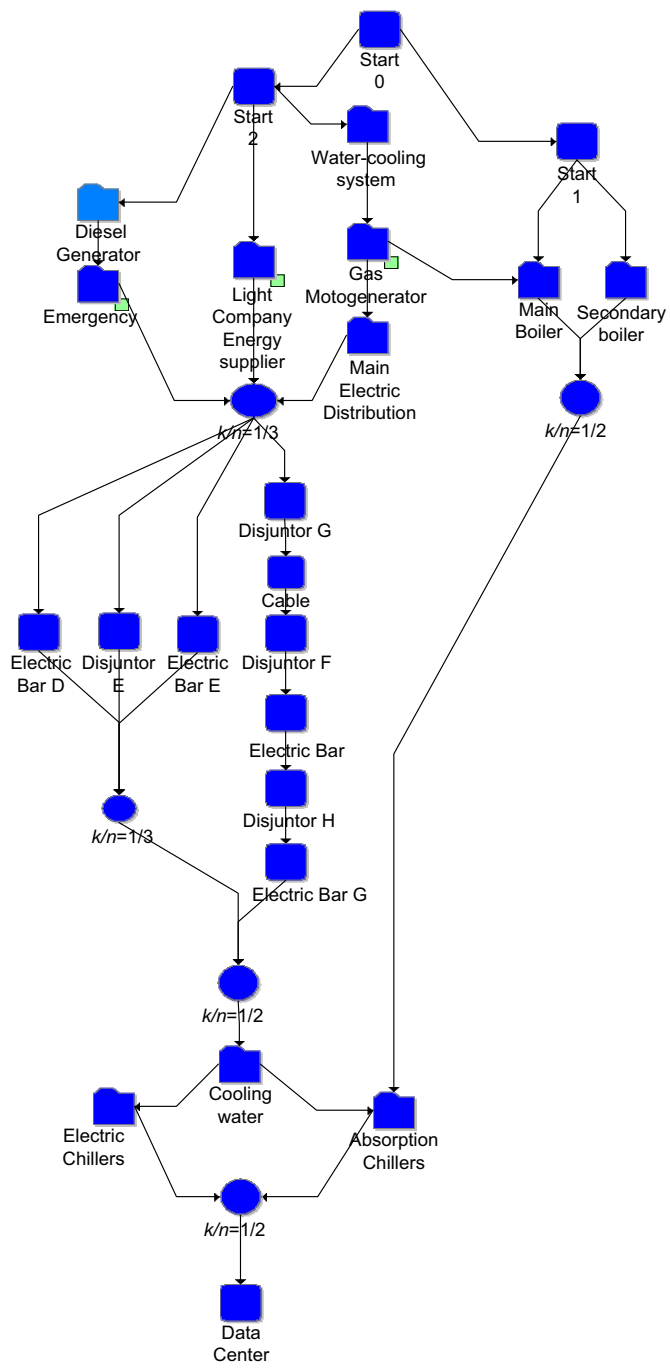 Start
0
Start
2
Water-cooling
system
Start
1
Diesel
Generator
Emergency
Light
Company
Energy
supplier
Gas
Motogenerator
Main
Boiler
Secondary
boiler
Main
Electric
Distribution
k/n=1/3
k/n=1/2
Disjuntor G
Cable
Electric
Bar D
Disjuntor
E
Electric
Bar E
Disjuntor F
Electric Bar
Disjuntor H
k/n=1/3
Electric Bar G
k/n=1/2
Cooling
water
Electric
Chillers
Absorption
Chillers
k/n=1/2
Data
Center